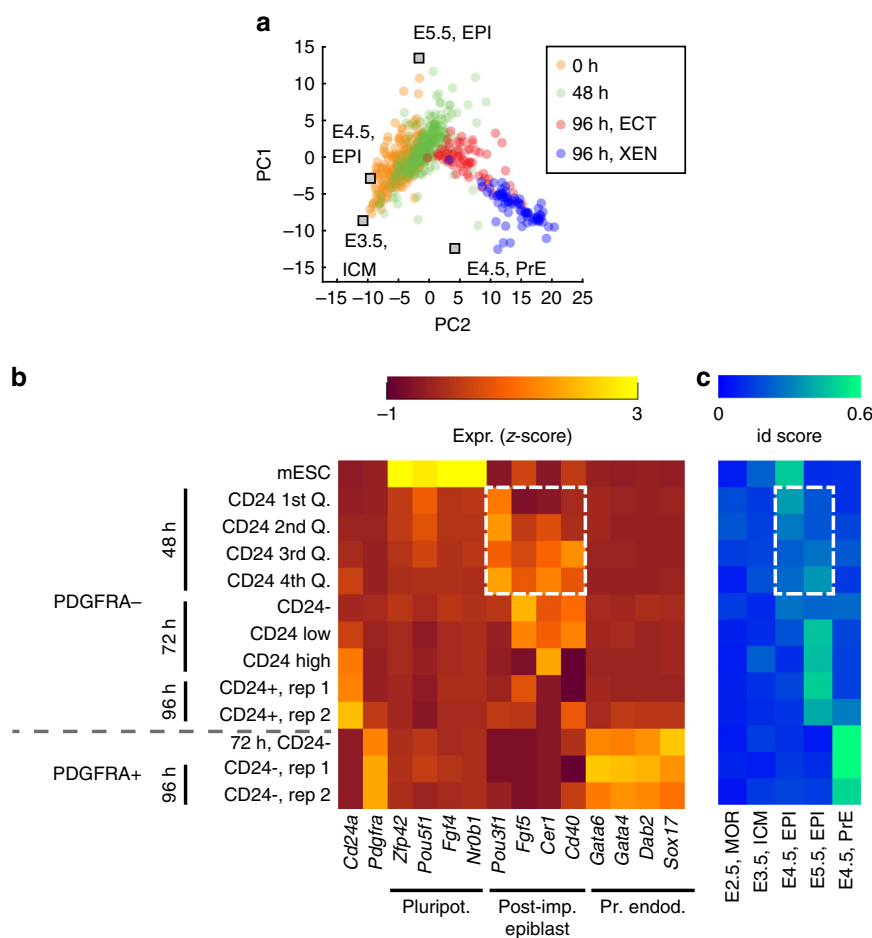 a
E5.5, EPI
15
10
5
0
−5
−10
−15
PC1
E4.5,
EPI
E3.5,
ICM
E4.5, PrE
0 h
48 h
96 h, ECT
96 h, XEN
−15 −10 −5 0 5 10 15 20 25
PC2
b
−1 3
Expr. (z-score)
c
0 0.6
id score
mESC
CD24 1st Q.
CD24 2nd Q.
CD24 3rd Q.
CD24 4th Q.
CD24-
CD24 low
CD24 high
CD24+, rep 1
CD24+, rep 2
72 h, CD24-
CD24-, rep 1
CD24-, rep 2
48 h
72 h
96 h
96 h
PDGFRA−
PDGFRA+
Cd24a
Pdgfra
Zfp42
Pou5f1
Fgf4
Nr0b1
Pou3f1
Fgf5
Cer1
Cd40
Gata6
Gata4
Dab2
Sox17
Pluripot.
Post-imp.
epiblast
Pr. endod.
E2.5, MOR
E3.5, ICM
E4.5, EPI
E5.5, EPI
E4.5, PrE